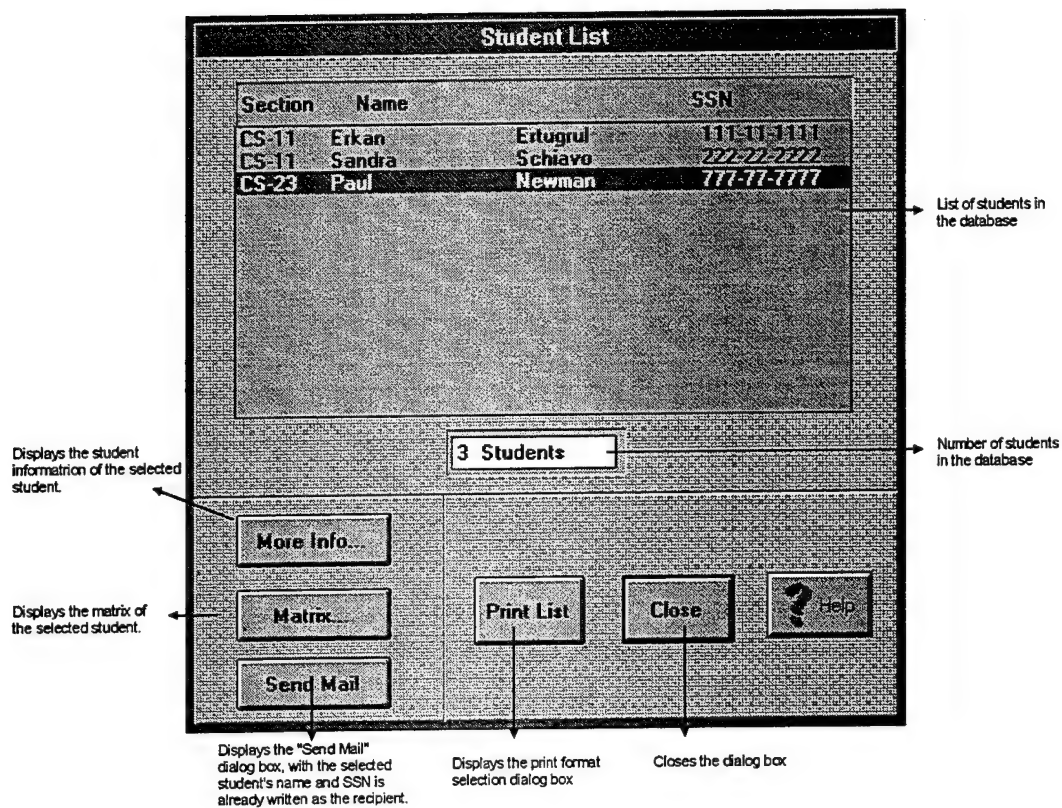 Student List
Section Name SSN
CS-11 Erkan Ertugrul 111-11-1111
CS-11 Sandra Schiavo 222-22-2222
CS-23 Paul Newman 777-77-7777
List of students in
the database
3 Students
Number of students
in the database
Displays the student
informatrion of the selected
student.
More Info...
Displays the matrix of
the selected student.
Matrix...
Print List
Close
Help
Send Mail
Displays the "Send Mail"
dialog box, with the selected
student's name and SSN is
already written as the recipient.
Displays the print format
selection dialog box
Closes the dialog box